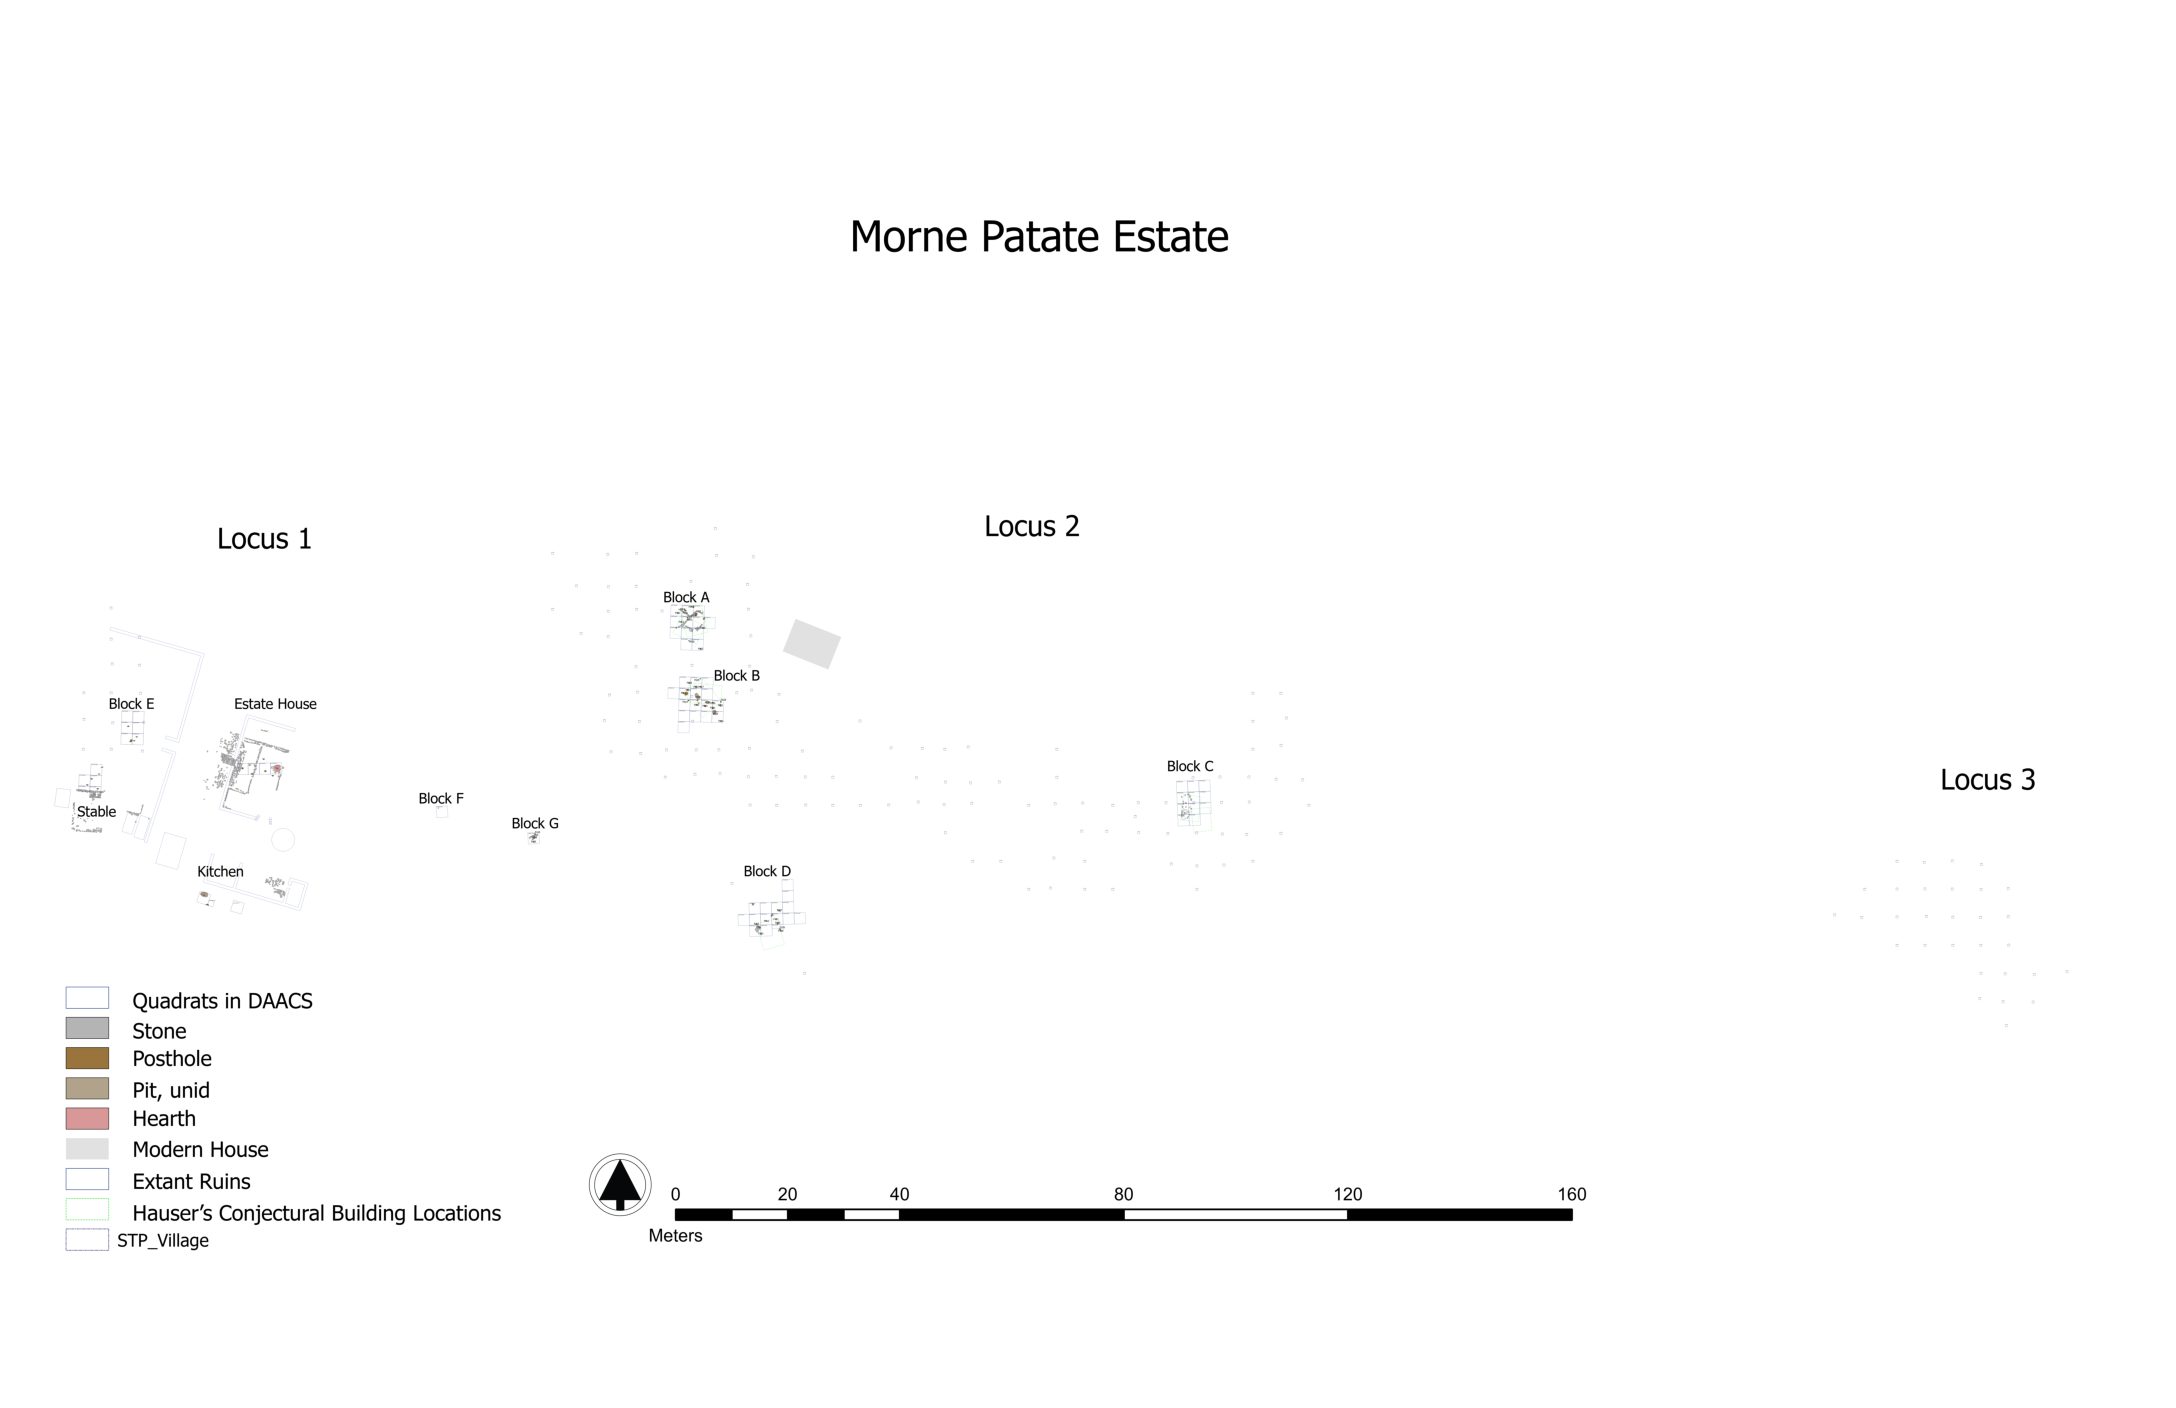 Morne Patate Estate
Locus 1
Locus 2
Locus 3
Block A
Block B
Block C
Block D
Block E
Estate House
Stable
Kitchen
Block F
Block G
Quadrats in DAACS
Stone
Posthole
Pit, unid
Hearth
Modern House
Extant Ruins
Hauser’s Conjectural Building Locations
STP_Village
0 20 40 80 120 160
Meters